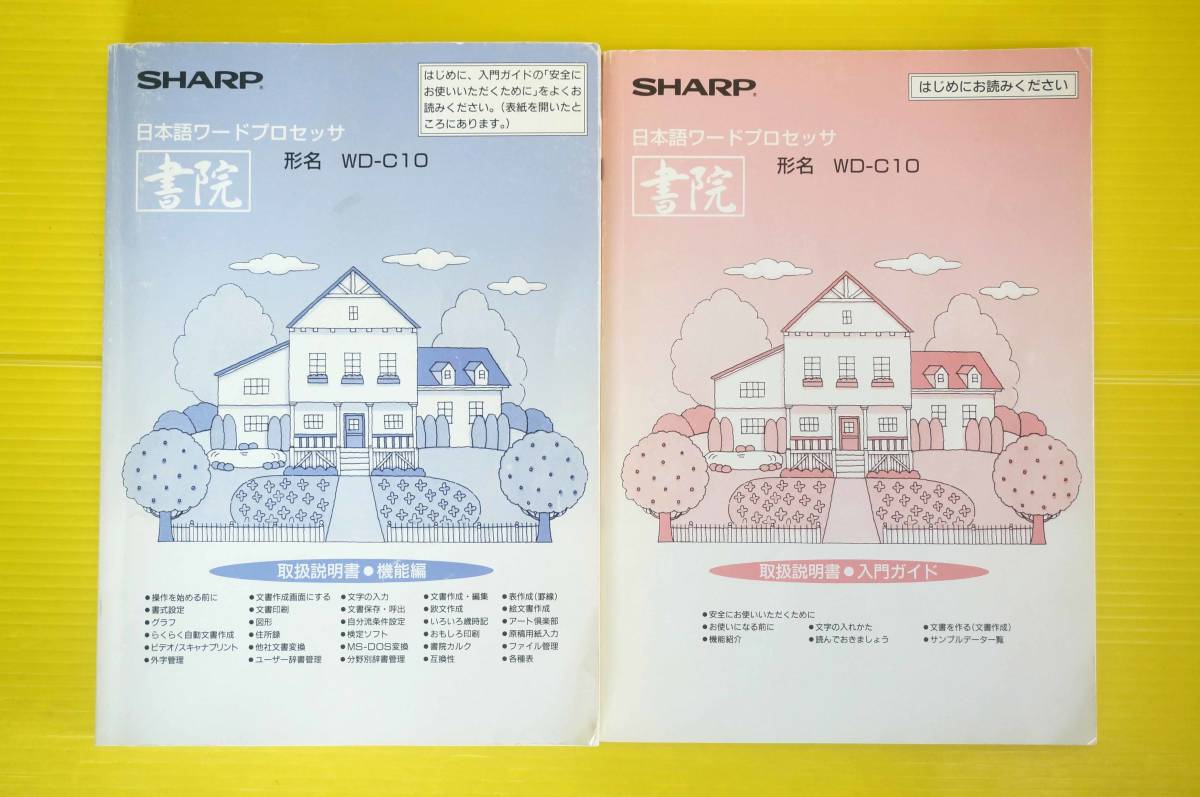 SHARP®
はじめに、入門ガイドの「安全に
お使いいただくために」をよくお
読みください。(表紙を開いたと
ころにあります。)
日本語ワードプロセッサ
書院
形名 WD-C10
取扱説明書●機能編
●操作を始める前に ●文書作成画面にする ●文字の入力 ●文書作成・編集 ●表作成(罫線)
●書式設定 ●文書印刷 ●文書保存・呼出 ●欧文作成 ●絵文書作成
●グラフ ●図形 ●自分流条件設定 ●いろいろ歳時記 ●アート倶楽部
●らくらく自動文書作成 ●住所録 ●検定ソフト ●おもしろ印刷 ●原稿用紙入力
●ビデオ/スキャナプリント ●他社文書変換 ●MS-DOS変換 ●書院カルク ●ファイル管理
●外字管理 ●ユーザー辞書管理 ●分野別辞書管理 ●互換性 ●各種表
SHARP®
はじめにお読みください
日本語ワードプロセッサ
書院
形名 WD-C10
取扱説明書●入門ガイド
●安全にお使いいただくために
●お使いになる前に ●文字の入れかた ●文書を作る(文書作成)
●機能紹介 ●読んでおきましょう ●サンプルデータ一覧